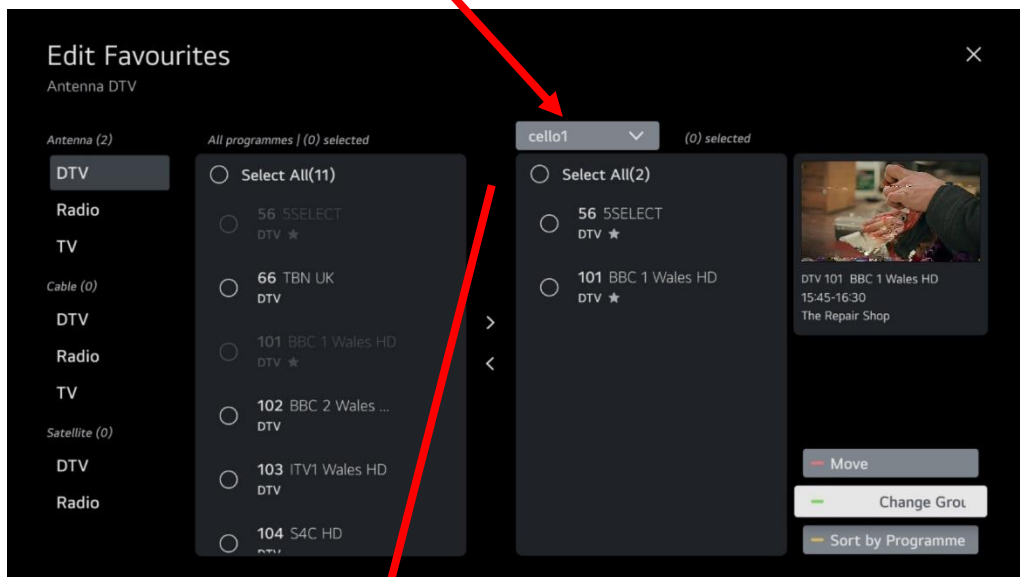 Edit Favourites
Antenna DTV
Antenna (2)
DTV
Radio
TV
Cable (0)
DTV
Radio
TV
Satellite (0)
DTV
Radio
All programmes | (0) selected
Select All(11)
56 5SELECT
DTV ★
66 TBN UK
DTV
101 BBC 1 Wales HD
DTV ★
102 BBC 2 Wales ...
DTV
103 ITV1 Wales HD
DTV
104 S4C HD
DTV
cello1
(0) selected
Select All(2)
56 5SELECT
DTV ★
101 BBC 1 Wales HD
DTV ★
DTV 101 BBC 1 Wales HD
15:45-16:30
The Repair Shop
Move
Change Grou
Sort by Programme